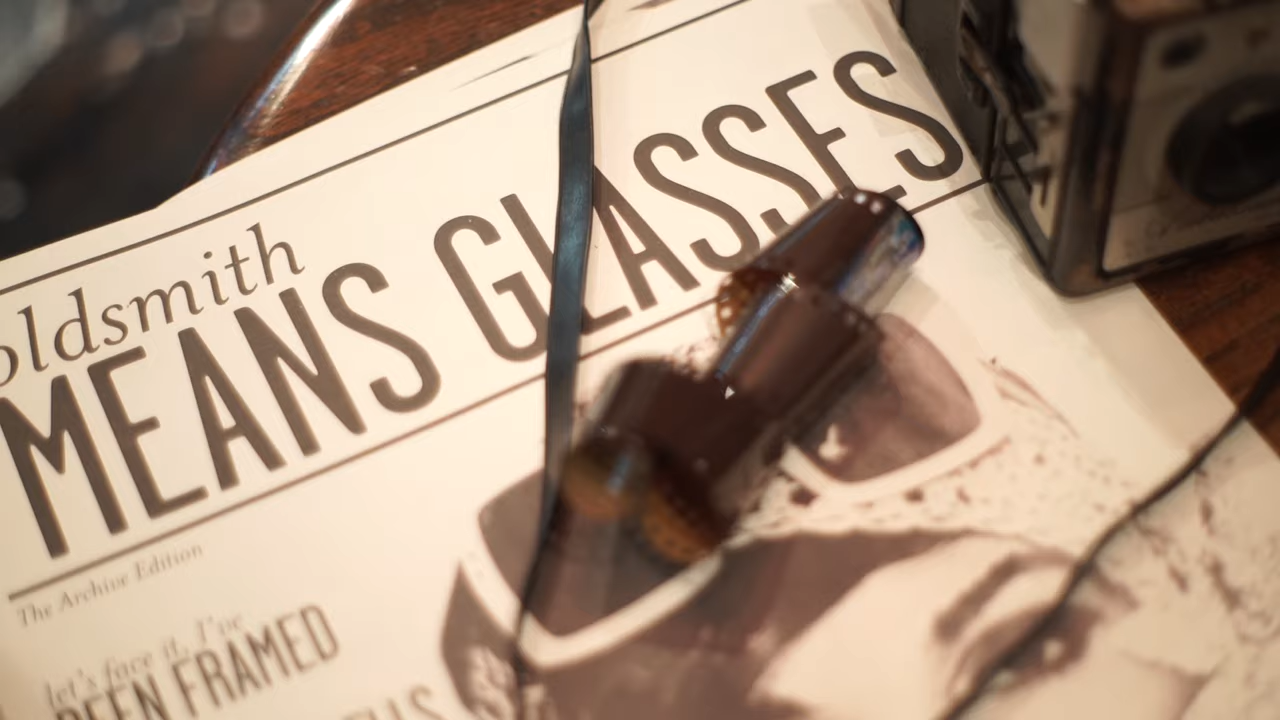 oldsmith
MEANS GLASSES
The Archive Edition
let's face it, I've
BEEN FRAMED